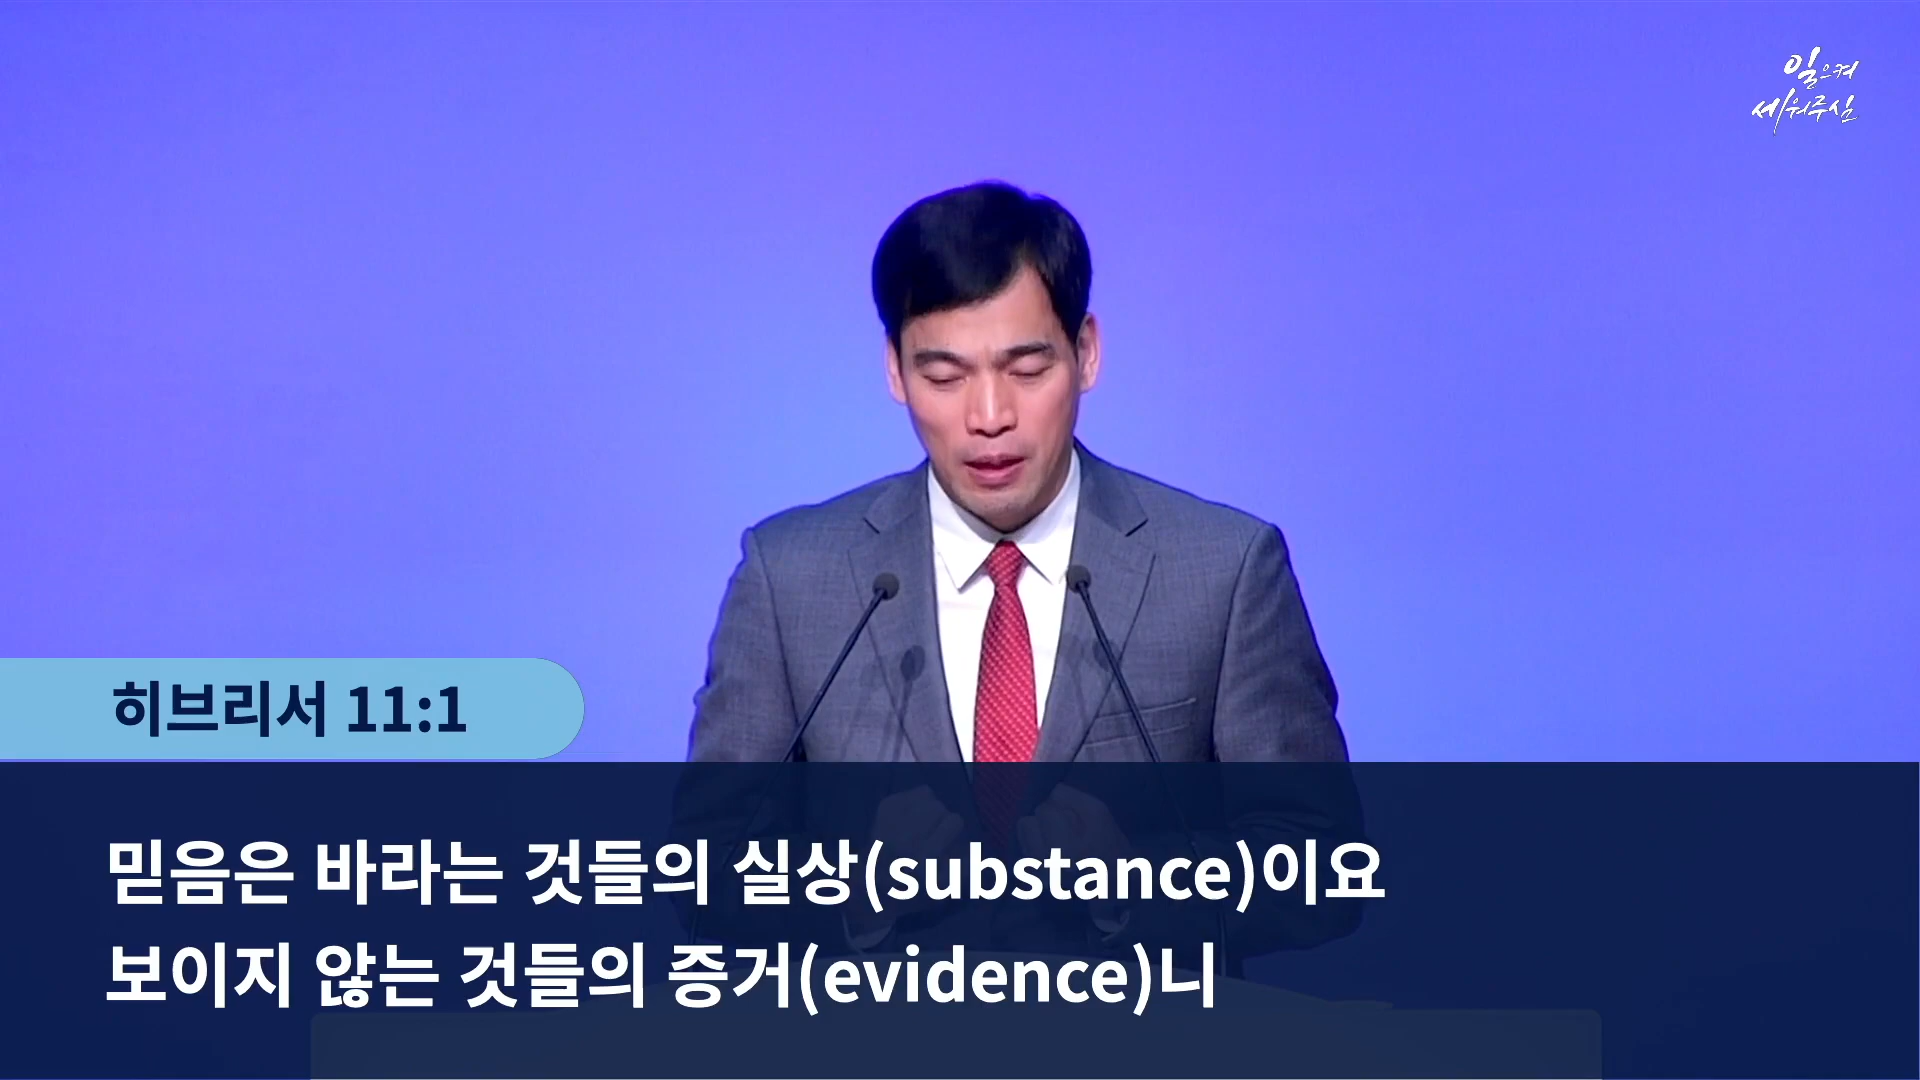 일으켜
세워주심
히브리서 11:1
믿음은 바라는 것들의 실상(substance)이요
보이지 않는 것들의 증거(evidence)니